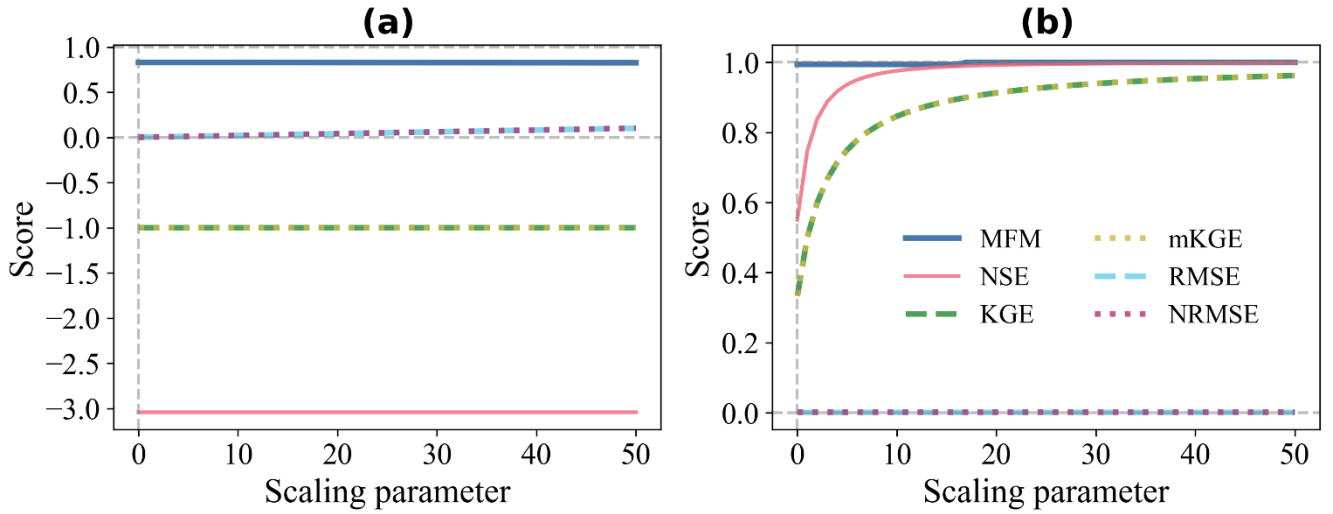 (a)
1.0
0.5
0.0
−0.5
−1.0
−1.5
−2.0
−2.5
−3.0
Score
0 10 20 30 40 50
Scaling parameter
(b)
1.0
0.8
0.6
0.4
0.2
0.0
Score
MFM mKGE
NSE RMSE
KGE NRMSE
0 10 20 30 40 50
Scaling parameter